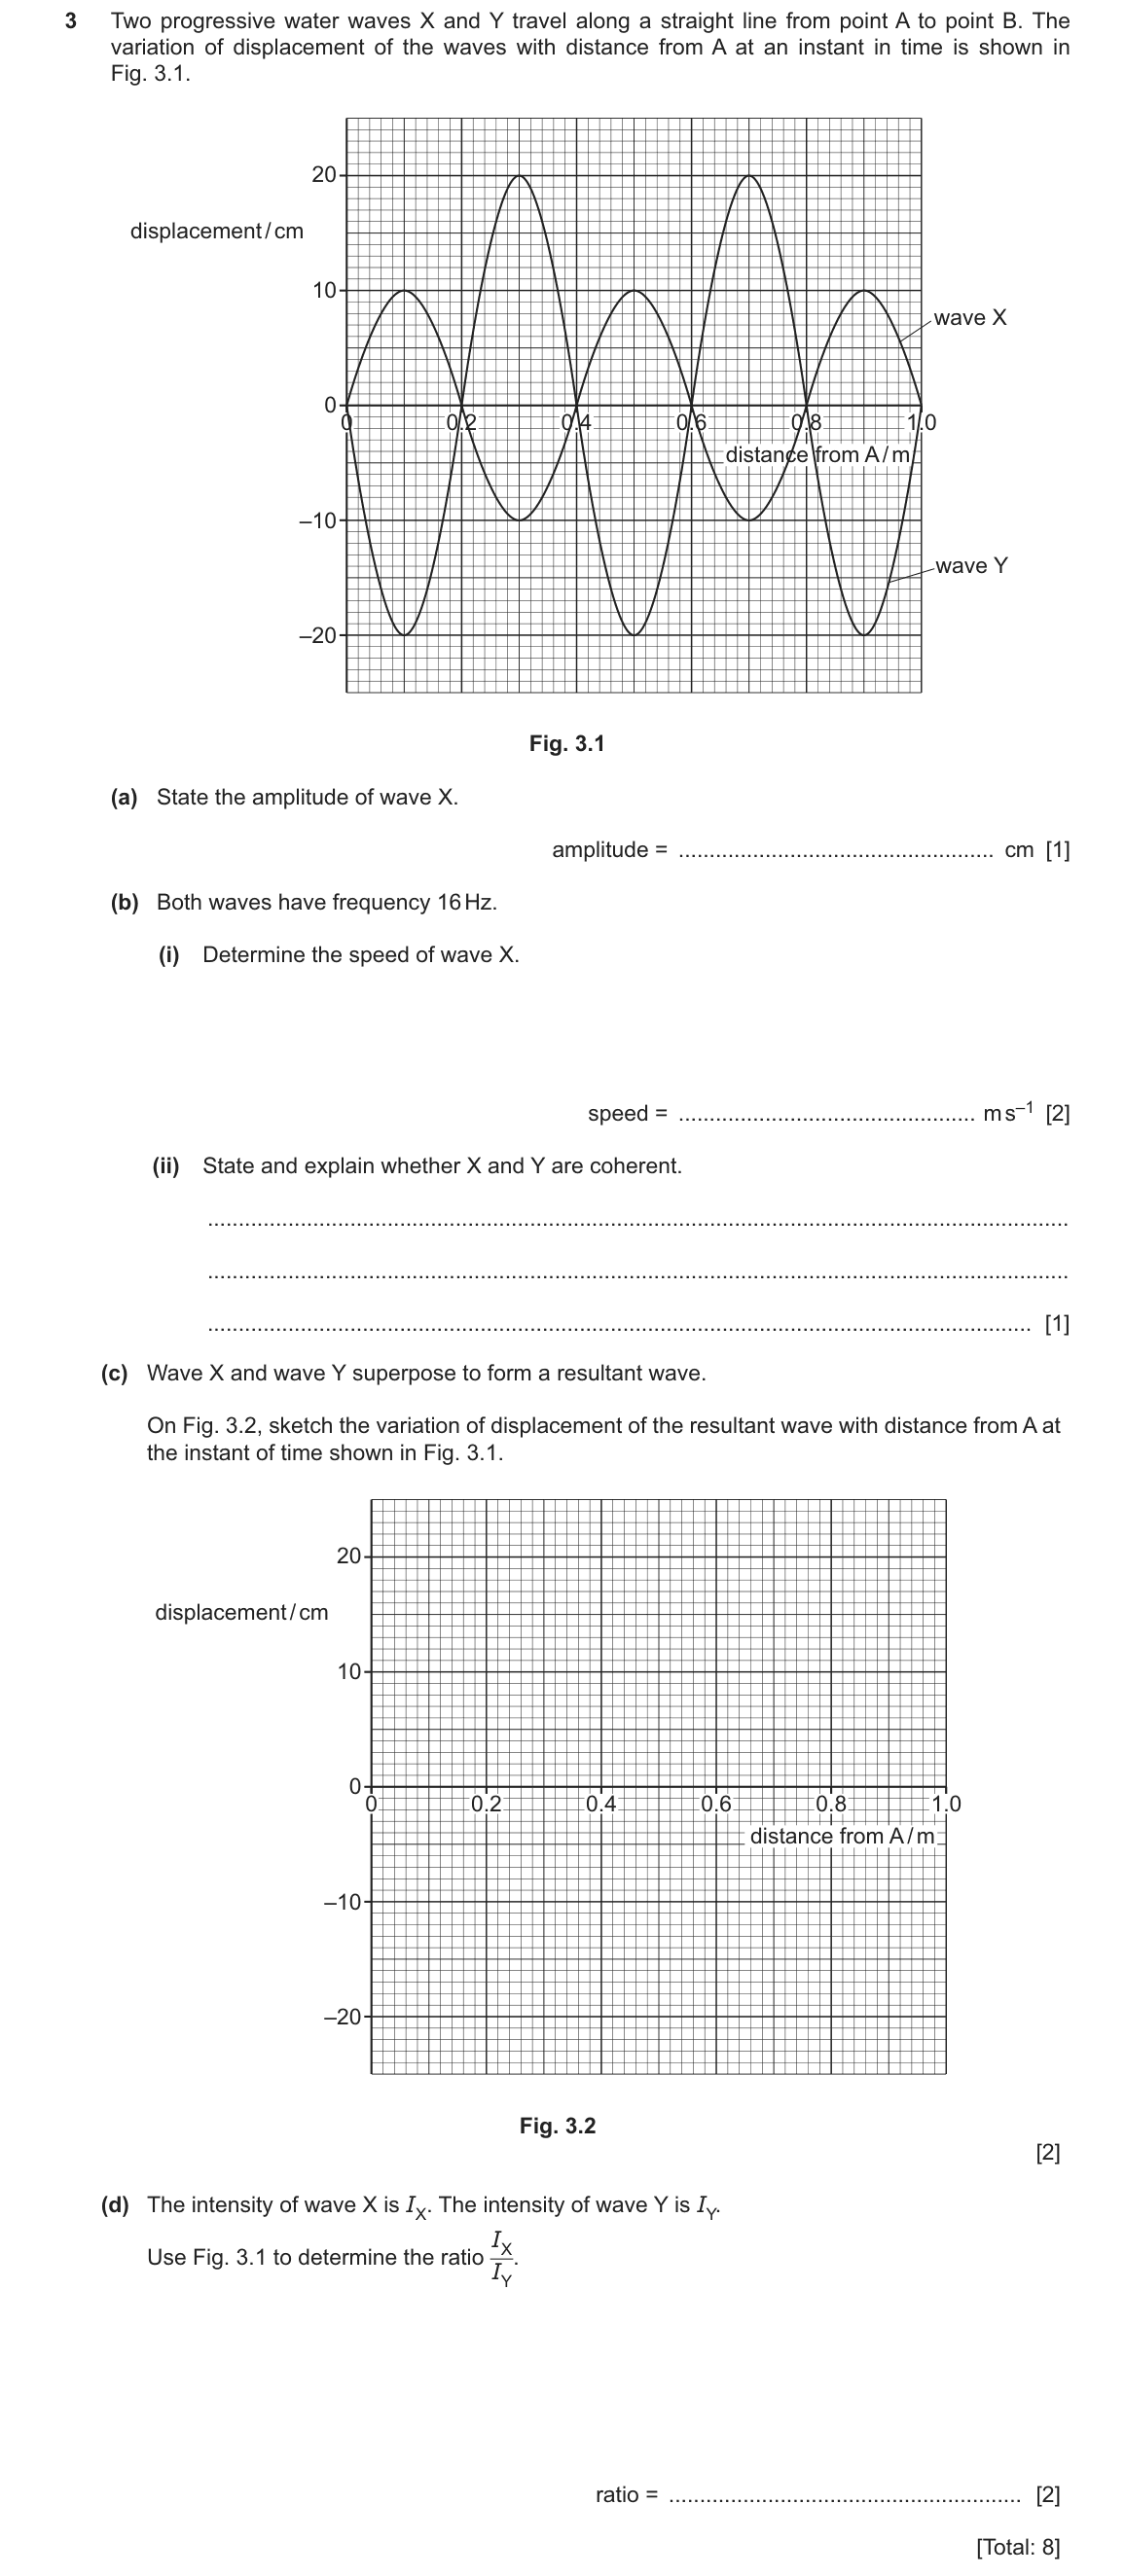 3 Two progressive water waves X and Y travel along a straight line from point A to point B. The
variation of displacement of the waves with distance from A at an instant in time is shown in
Fig. 3.1.
20
displacement / cm
10
wave X
0
0 0.2 0.4 0.6 0.8 1.0
distance from A / m
–10
wave Y
–20
Fig. 3.1
(a) State the amplitude of wave X.
amplitude = .................................................. cm [1]
(b) Both waves have frequency 16 Hz.
(i) Determine the speed of wave X.
speed = ............................................... m s⁻¹ [2]
(ii) State and explain whether X and Y are coherent.
..........................................................................................................................................
..........................................................................................................................................
.................................................................................................................................... [1]
(c) Wave X and wave Y superpose to form a resultant wave.
On Fig. 3.2, sketch the variation of displacement of the resultant wave with distance from A at
the instant of time shown in Fig. 3.1.
20
displacement / cm
10
0
0 0.2 0.4 0.6 0.8 1.0
distance from A / m
–10
–20
Fig. 3.2
[2]
(d) The intensity of wave X is I_X. The intensity of wave Y is I_Y.
Use Fig. 3.1 to determine the ratio I_X / I_Y.
ratio = ........................................................ [2]
[Total: 8]